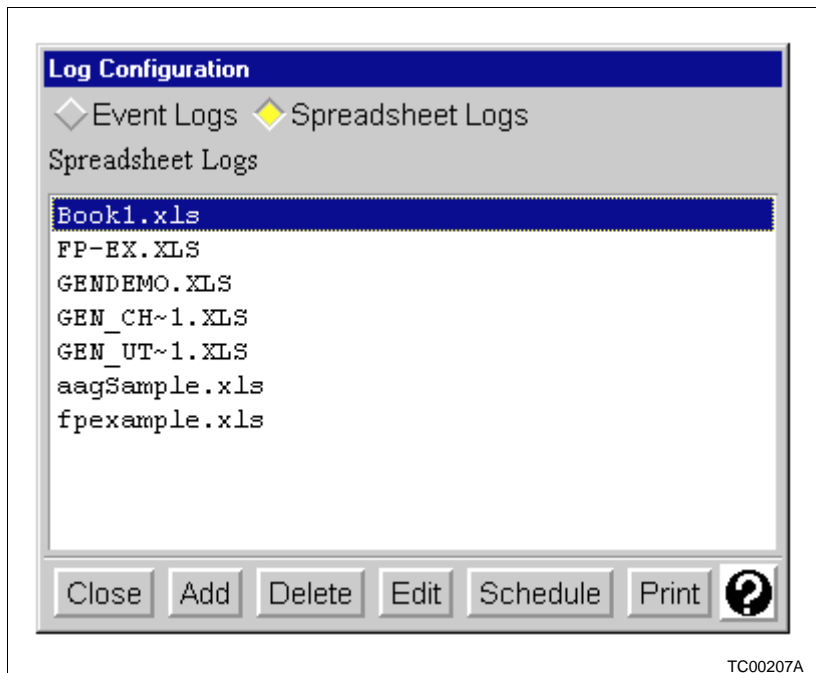 Log Configuration
Event Logs Spreadsheet Logs
Spreadsheet Logs
Book1.xls
FP-EX.XLS
GENDEMO.XLS
GEN_CH~1.XLS
GEN_UT~1.XLS
aagSample.xls
fpexample.xls
Close Add Delete Edit Schedule Print ?
TC00207A